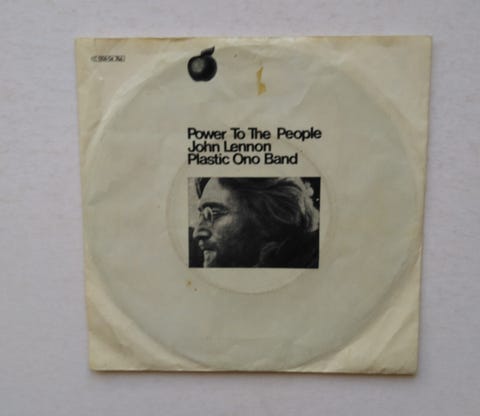 Power To The People
John Lennon
Plastic Ono Band